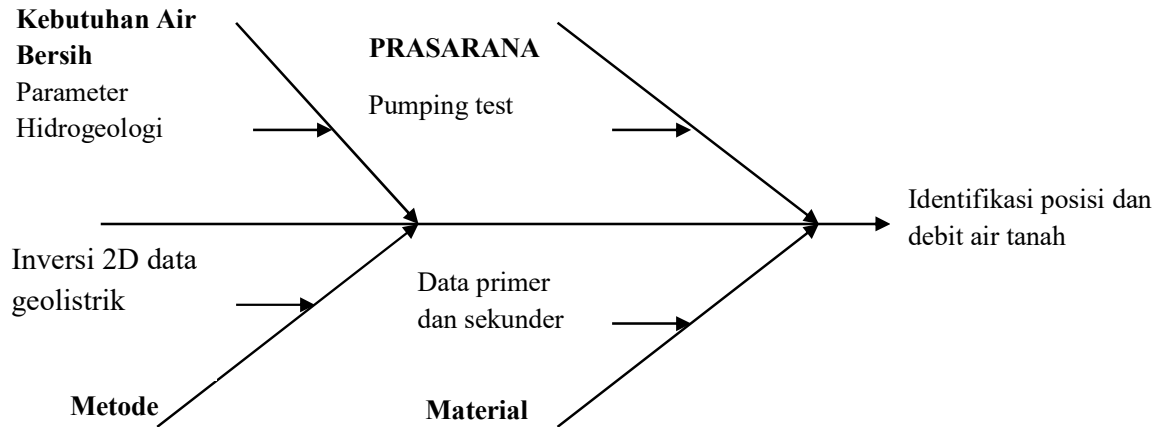 Kebutuhan Air
Bersih
Parameter
Hidrogeologi
PRASARANA
Pumping test
Identifikasi posisi dan
debit air tanah
Inversi 2D data
geolistrik
Data primer
dan sekunder
Metode
Material